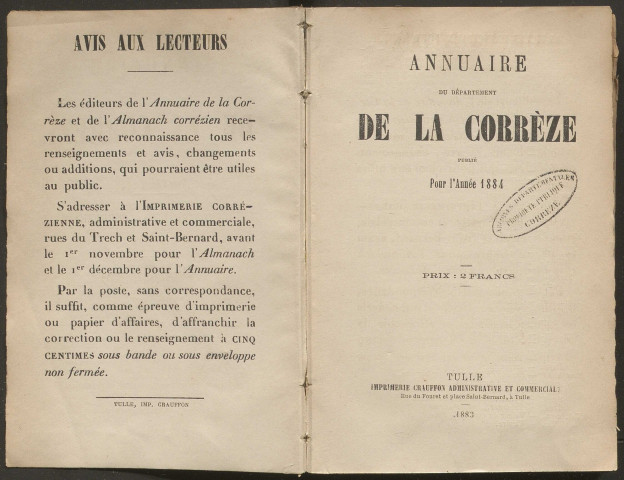 AVIS AUX LECTEURS
Les éditeurs de l'Annuaire de la Cor-
rèze et de l'Almanach corrézien rece-
vront avec reconnaissance tous les
renseignements et avis, changements
ou additions, qui pourraient être utiles
au public.
S'adresser à l'IMPRIMERIE CORRÉ-
ZIENNE, administrative et commerciale,
rues du Trech et Saint-Bernard, avant
le 1er novembre pour l'Almanach
et le 1er décembre pour l'Annuaire.
Par la poste, sans correspondance,
il suffit, comme épreuve d'imprimerie
ou papier d'affaires, d'affranchir la
correction ou le renseignement à CINQ
CENTIMES sous bande ou sous enveloppe
non fermée.
TULLE, IMP. CRAUFFON
ANNUAIRE
DU DÉPARTEMENT
DE LA CORRÈZE
PUBLIÉ
Pour l'Année 1884
ARCHIVES DÉPARTEMENTALES
PROPRIÉTÉ PUBLIQUE
CORRÈZE
PRIX : 2 FRANCS
TULLE
IMPRIMERIE CRAUFFON ADMINISTRATIVE ET COMMERCIALE
Rue du Fouret et place Saint-Bernard, à Tulle
1883